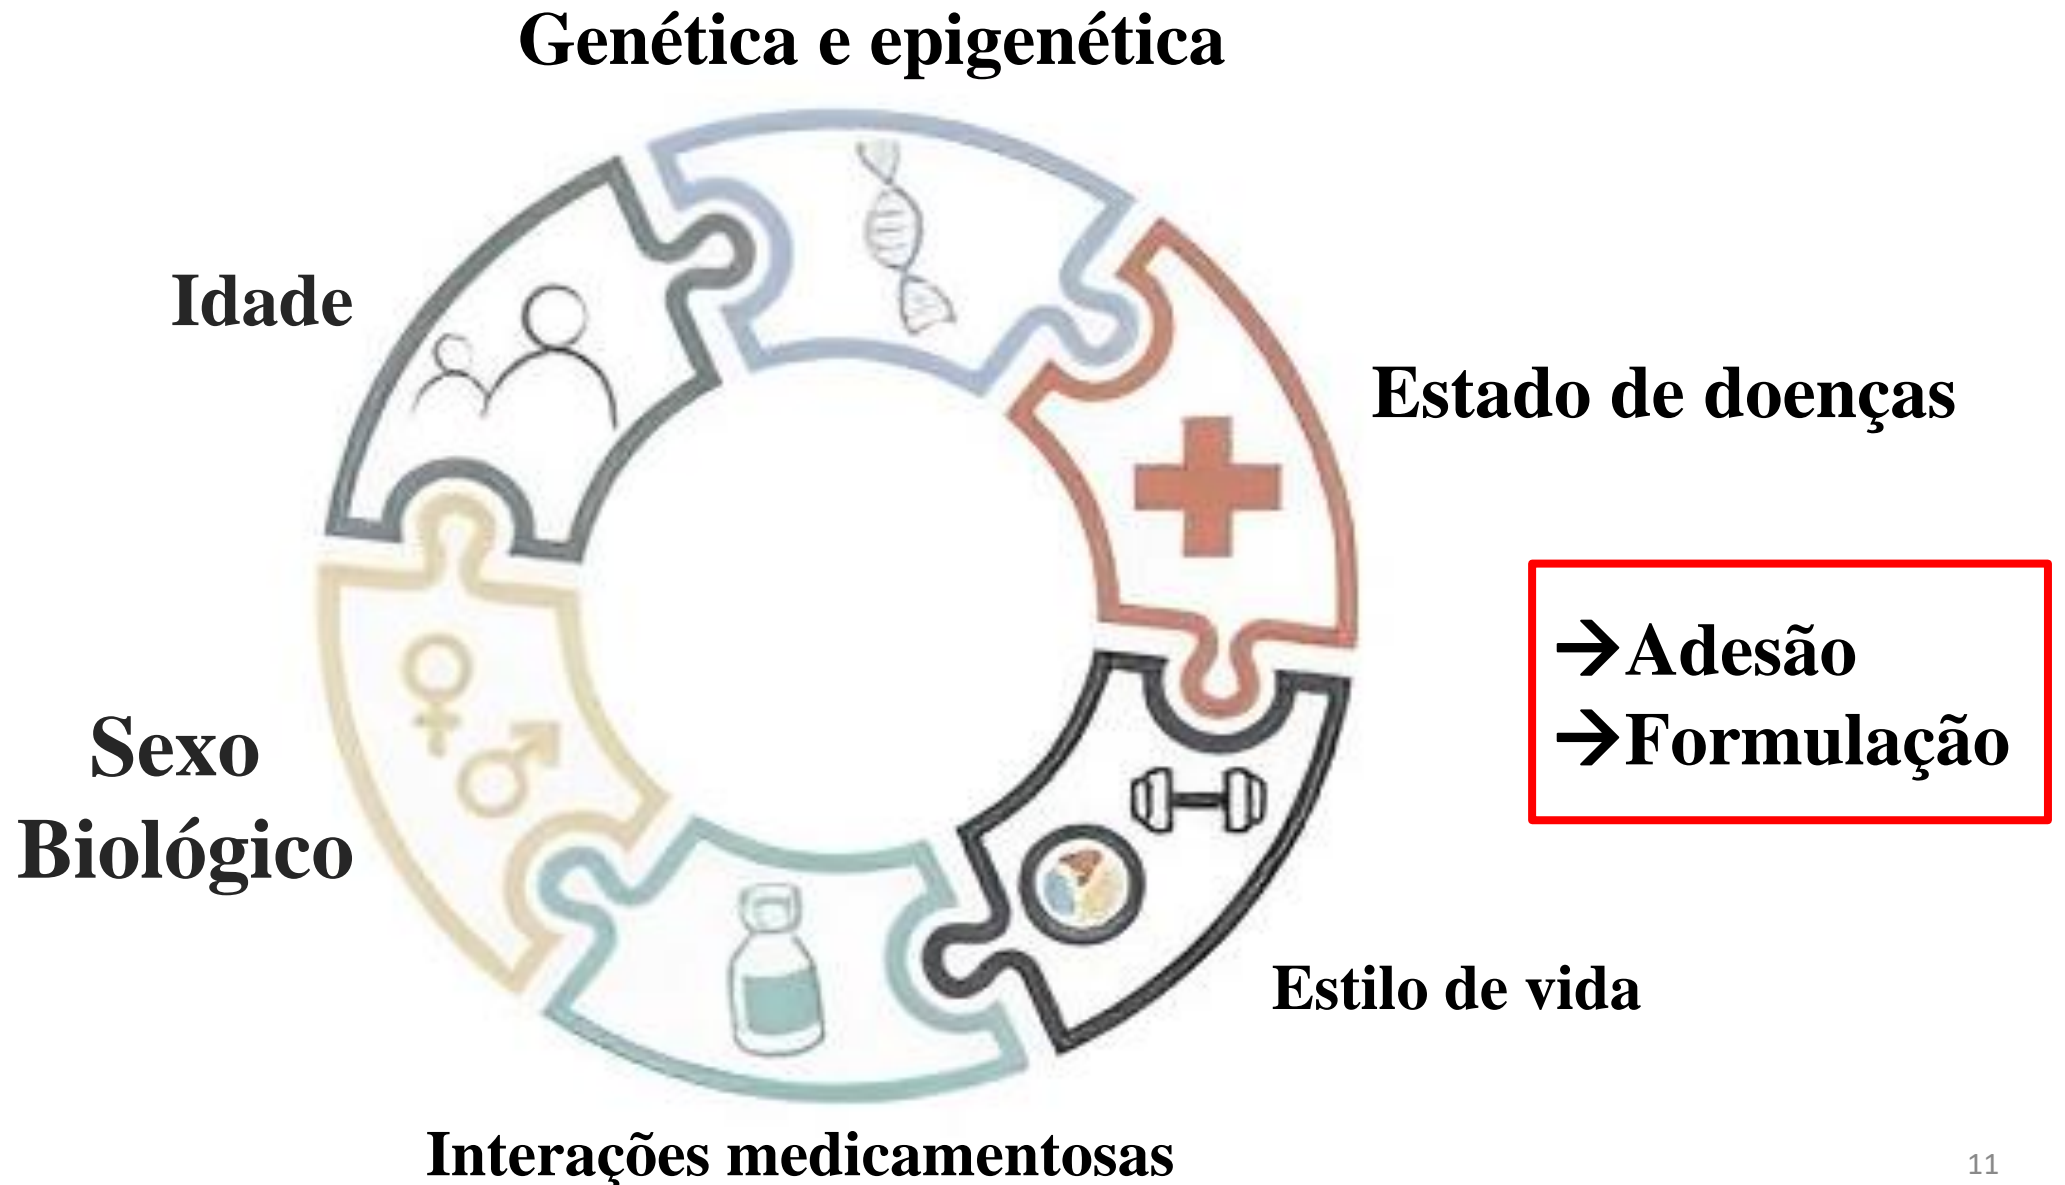 Genética e epigenética
Idade
Estado de doenças
→Adesão
→Formulação
Sexo
Biológico
Estilo de vida
Interações medicamentosas
11